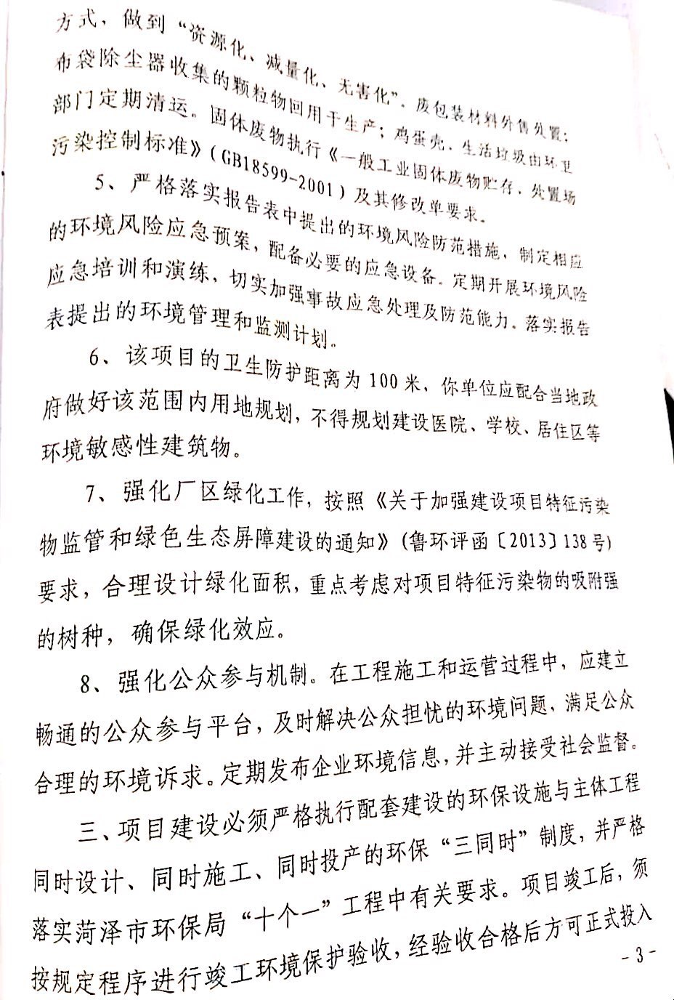 方式，做到“资源化、减量化、无害化”。废包装材料外售处置；
布袋除尘器收集的颗粒物回用于生产；鸡蛋壳、生活垃圾由环卫
部门定期清运。固体废物执行《一般工业固体废物贮存、处置场
污染控制标准》（GB18599-2001）及其修改单要求。
5、严格落实报告表中提出的环境风险防范措施，制定相应
的环境风险应急预案，配备必要的应急设备。定期开展环境风险
应急培训和演练，切实加强事故应急处理及防范能力。落实报告
表提出的环境管理和监测计划。
6、该项目的卫生防护距离为100米，你单位应配合当地政
府做好该范围内用地规划，不得规划建设医院、学校、居住区等
环境敏感性建筑物。
7、强化厂区绿化工作，按照《关于加强建设项目特征污染
物监管和绿色生态屏障建设的通知》（鲁环评函〔2013〕138号）
要求，合理设计绿化面积，重点考虑对项目特征污染物的吸附强
的树种，确保绿化效应。
8、强化公众参与机制。在工程施工和运营过程中，应建立
畅通的公众参与平台，及时解决公众担忧的环境问题，满足公众
合理的环境诉求。定期发布企业环境信息，并主动接受社会监督。
三、项目建设必须严格执行配套建设的环保设施与主体工程
同时设计、同时施工、同时投产的环保“三同时”制度，并严格
落实菏泽市环保局“十个一”工程中有关要求。项目竣工后，须
按规定程序进行竣工环境保护验收，经验收合格后方可正式投入
-3-